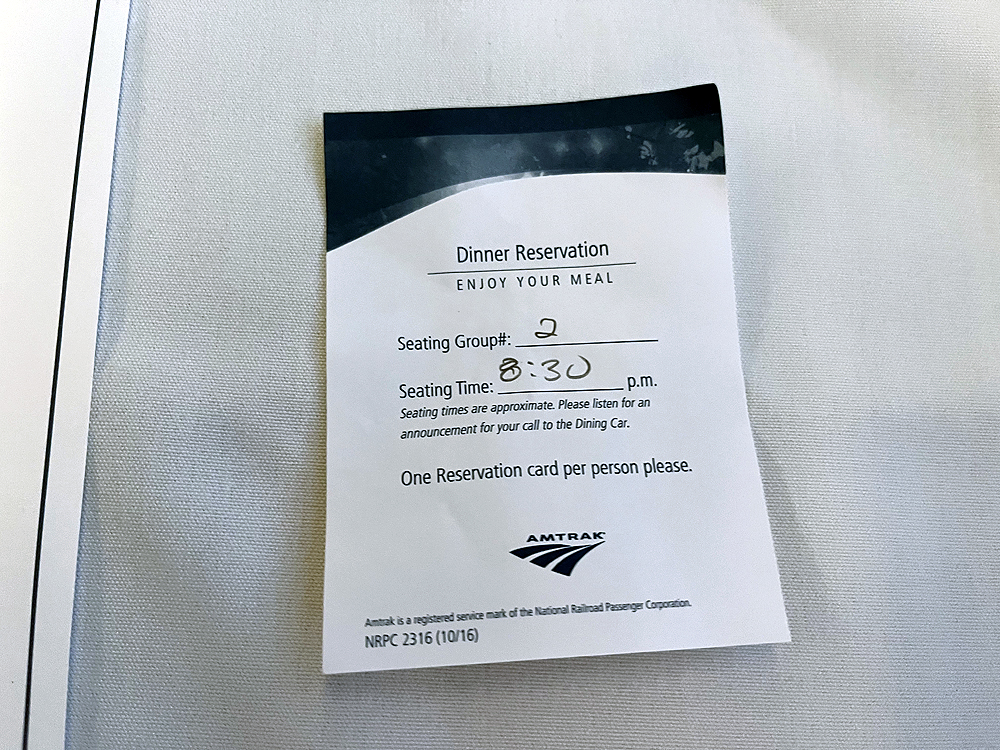 Dinner Reservation
ENJOY YOUR MEAL
Seating Group#: 2
Seating Time: 8:30 p.m.
Seating times are approximate. Please listen for an
announcement for your call to the Dining Car.
One Reservation card per person please.
AMTRAK
Amtrak is a registered service mark of the National Railroad Passenger Corporation.
NRPC 2316 (10/16)